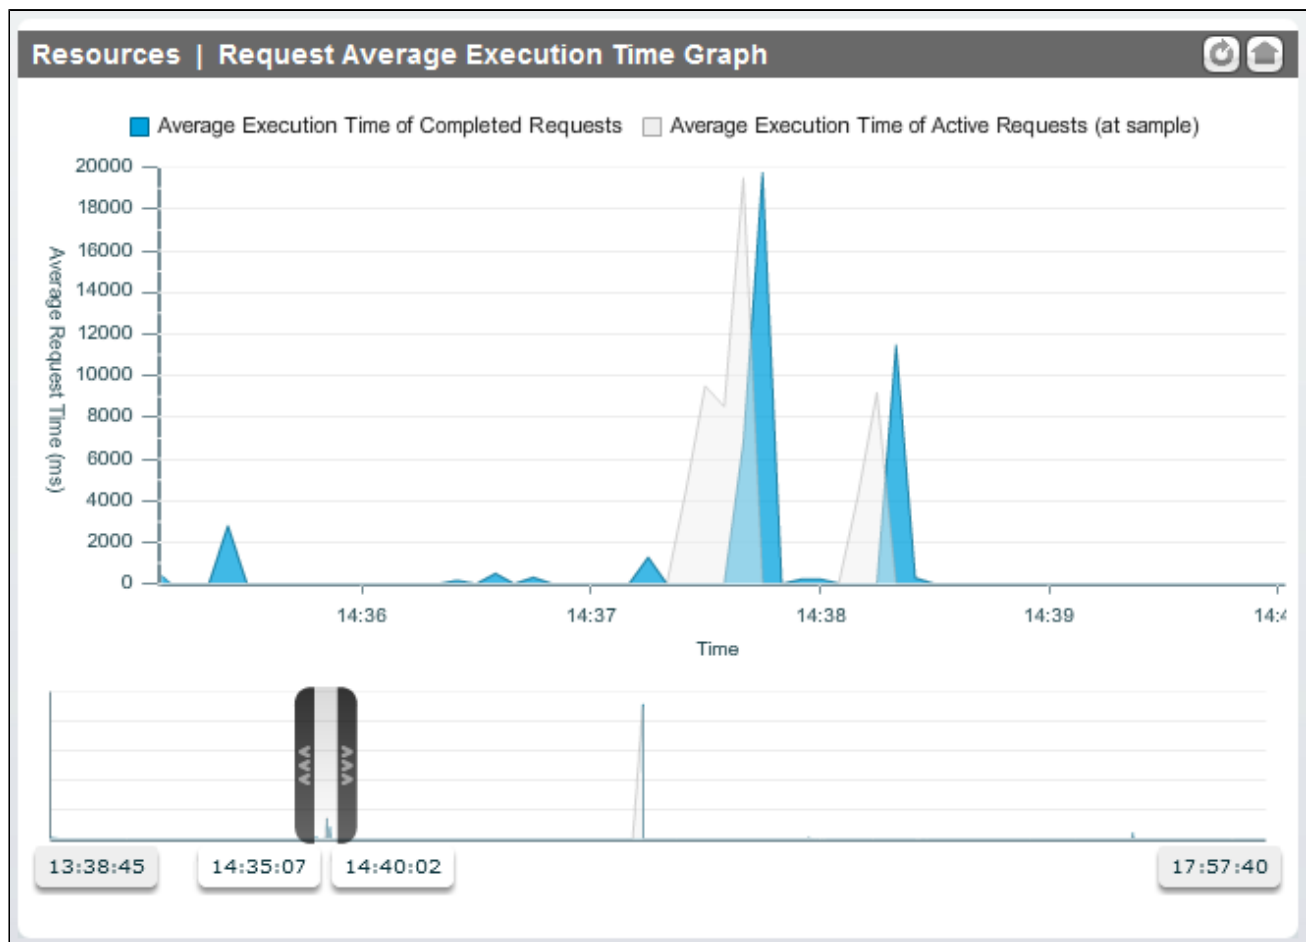 Resources | Request Average Execution Time Graph
Average Execution Time of Completed Requests Average Execution Time of Active Requests (at sample)
20000
18000
16000
14000
12000
10000
8000
6000
4000
2000
0
Average Request Time (ms)
14:36 14:37 14:38 14:39 14:4
Time
13:38:45 14:35:07 14:40:02 17:57:40